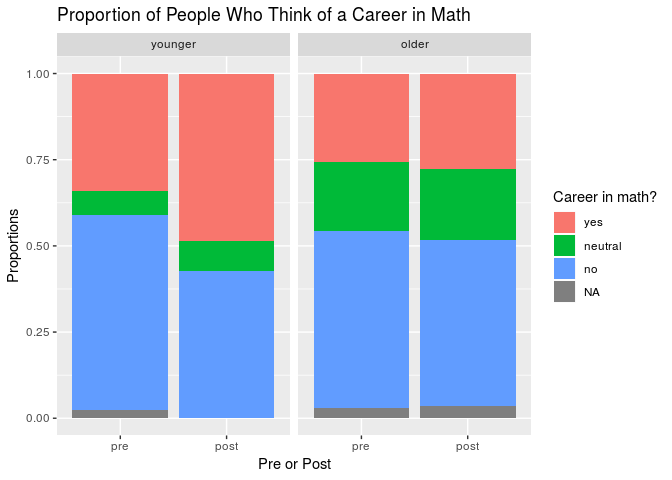 Proportion of People Who Think of a Career in Math
younger
older
1.00
0.75
0.50
0.25
0.00
Proportions
pre
post
pre
post
Pre or Post
Career in math?
yes
neutral
no
NA